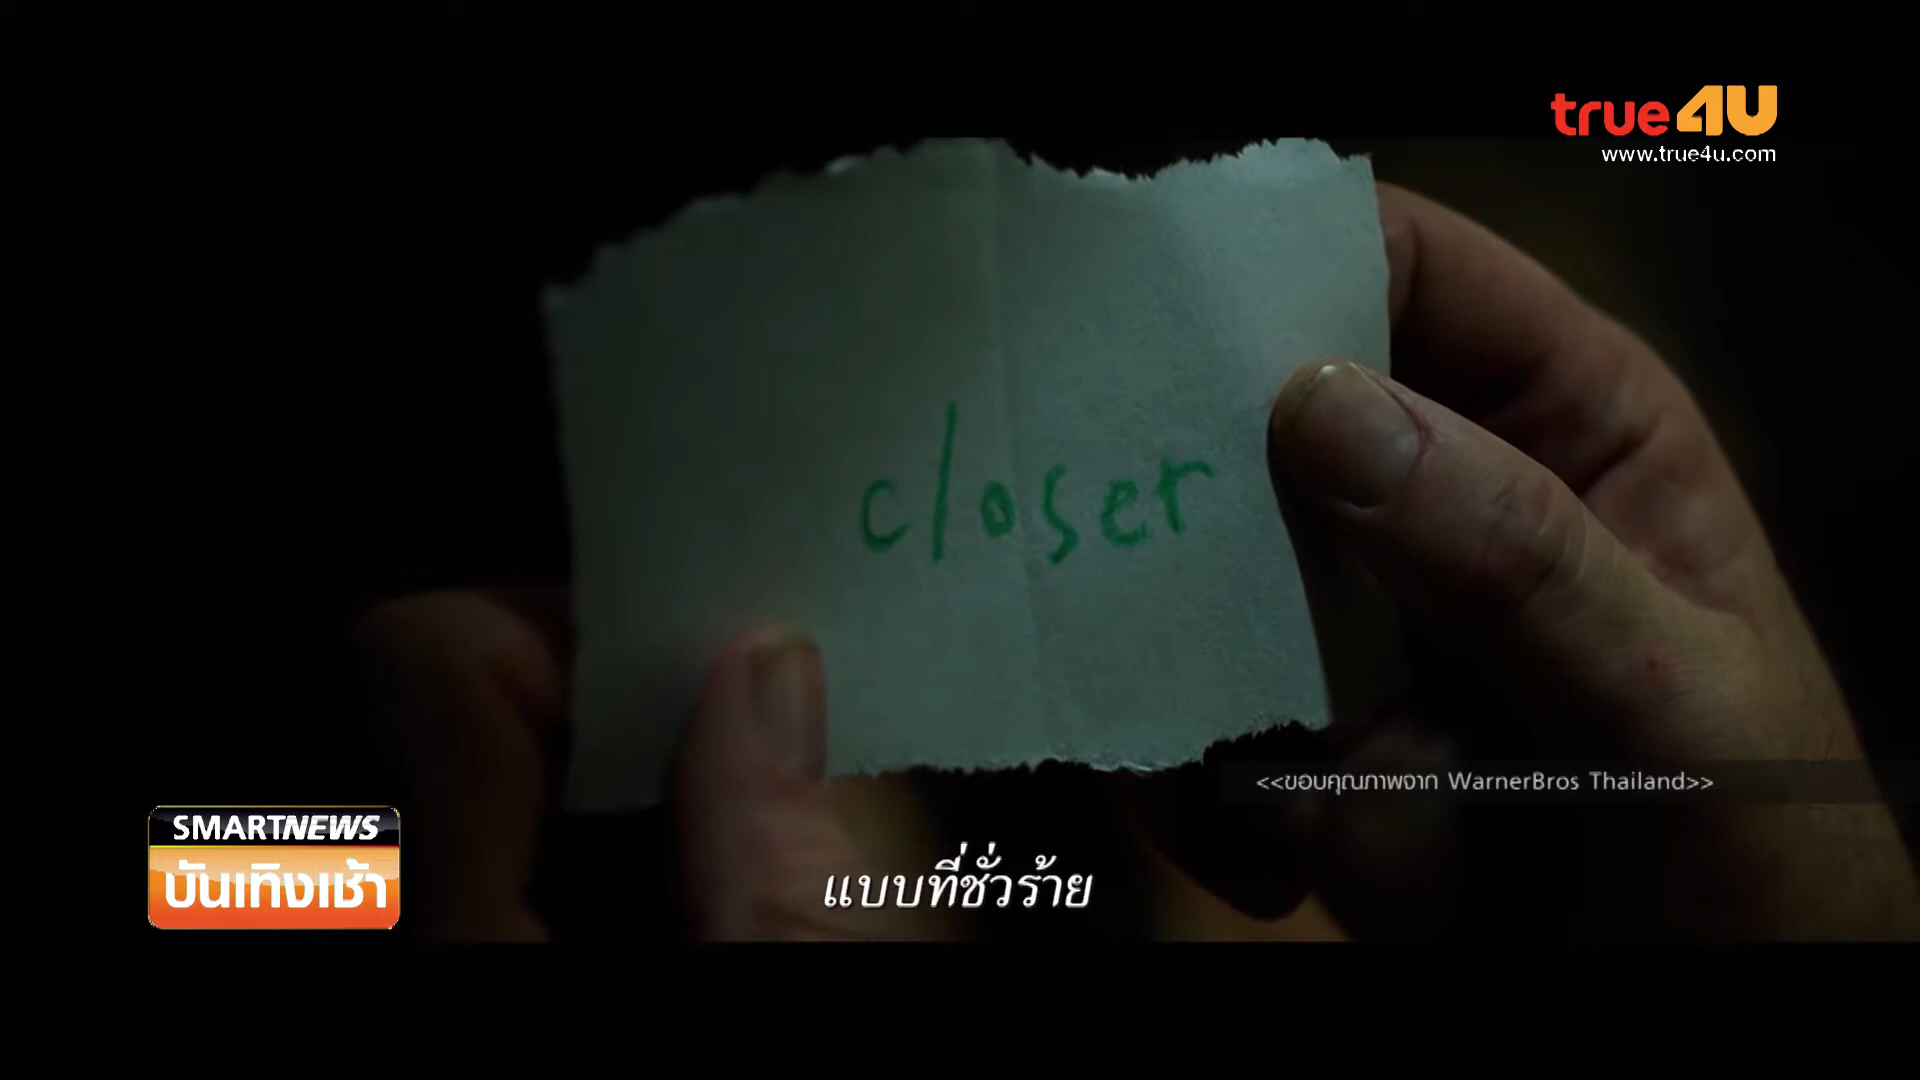 true4U
www.true4u.com
closer
<<ขอบคุณภาพจาก WarnerBros Thailand>>
SMARTNEWS
บันเทิงเช้า
แบบที่ชั่วร้าย